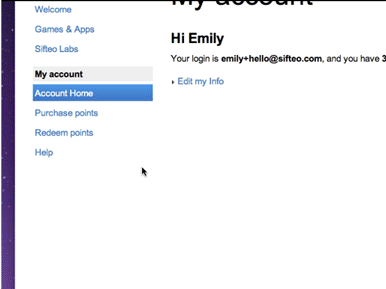 My account
Welcome
Games & Apps
Sifteo Labs
My account
Account Home
Purchase points
Redeem points
Help
Hi Emily
Your login is emily+hello@sifteo.com, and you have 3
Edit my Info